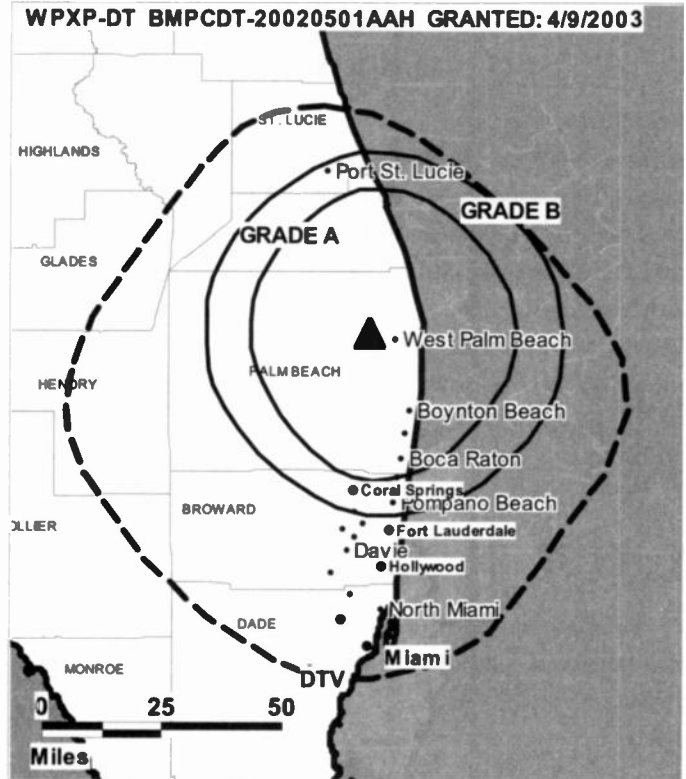 WPXP-DT BMPCDT-20020501AAH GRANTED: 4/9/2003
ST. LUCIE
HIGHLANDS
Port St. Lucie
GRADE B
GRADE A
GLADES
West Palm Beach
PALM BEACH
HENDRY
Boynton Beach
Boca Raton
Coral Springs
Pompano Beach
BROWARD
OLLIER
Fort Lauderdale
Davie
Hollywood
North Miami
DADE
Miami
MONROE
DTV
0 25 50
Miles